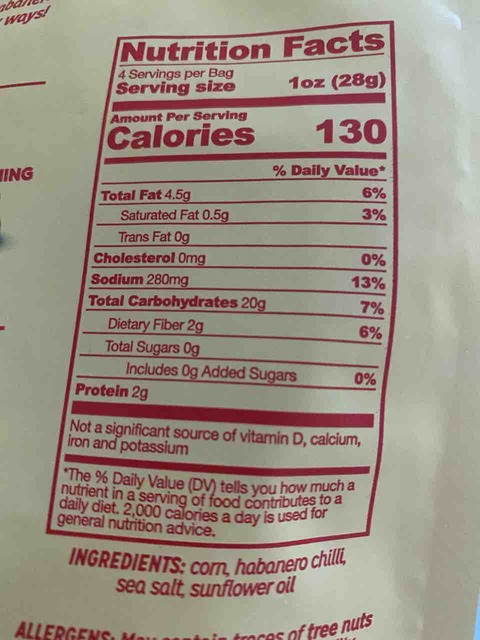 ways!
ING
Nutrition Facts
4 Servings per Bag
Serving size 1oz (28g)
Amount Per Serving
Calories 130
% Daily Value*
Total Fat 4.5g 6%
Saturated Fat 0.5g 3%
Trans Fat 0g
Cholesterol 0mg 0%
Sodium 280mg 13%
Total Carbohydrates 20g 7%
Dietary Fiber 2g 6%
Total Sugars 0g
Includes 0g Added Sugars 0%
Protein 2g
Not a significant source of vitamin D, calcium,
iron and potassium
*The % Daily Value (DV) tells you how much a
nutrient in a serving of food contributes to a
daily diet. 2,000 calories a day is used for
general nutrition advice.
INGREDIENTS: corn, habanero chilli,
sea salt, sunflower oil
ALLERGENS: May contain traces of tree nuts